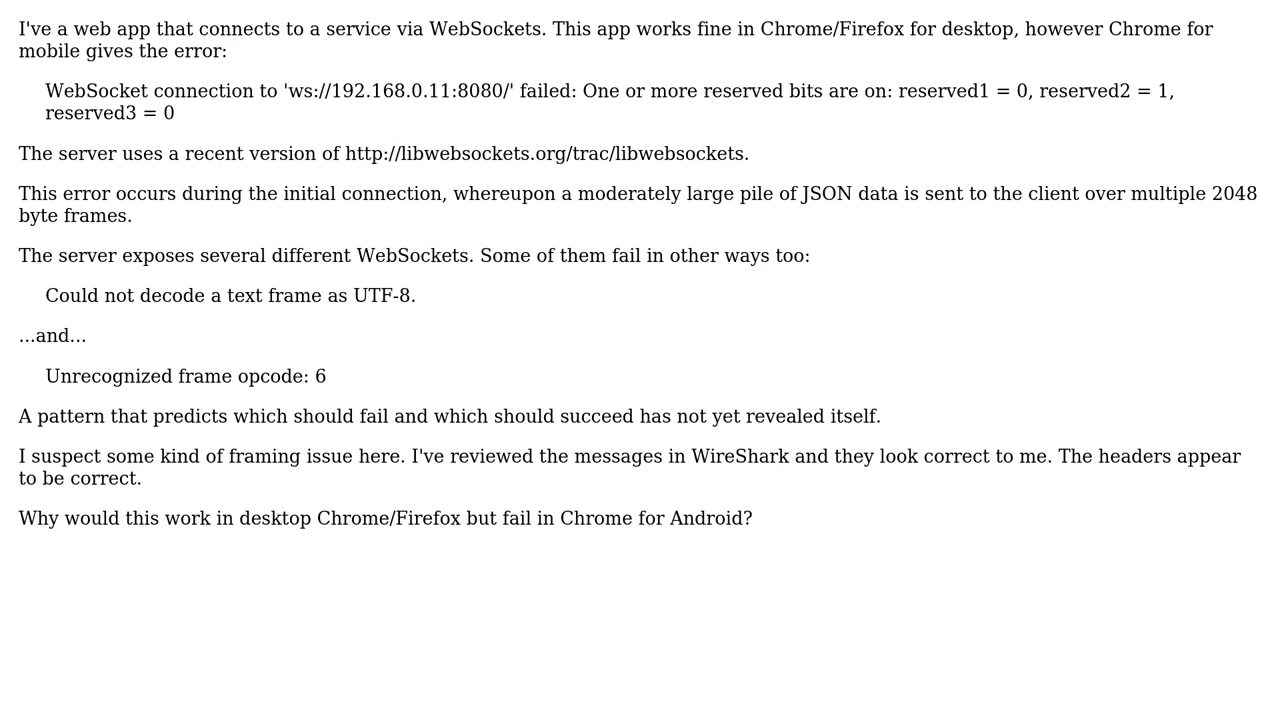 I've a web app that connects to a service via WebSockets. This app works fine in Chrome/Firefox for desktop, however Chrome for
mobile gives the error:
WebSocket connection to 'ws://192.168.0.11:8080/' failed: One or more reserved bits are on: reserved1 = 0, reserved2 = 1,
reserved3 = 0
The server uses a recent version of http://libwebsockets.org/trac/libwebsockets.
This error occurs during the initial connection, whereupon a moderately large pile of JSON data is sent to the client over multiple 2048
byte frames.
The server exposes several different WebSockets. Some of them fail in other ways too:
Could not decode a text frame as UTF-8.
...and...
Unrecognized frame opcode: 6
A pattern that predicts which should fail and which should succeed has not yet revealed itself.
I suspect some kind of framing issue here. I've reviewed the messages in WireShark and they look correct to me. The headers appear
to be correct.
Why would this work in desktop Chrome/Firefox but fail in Chrome for Android?